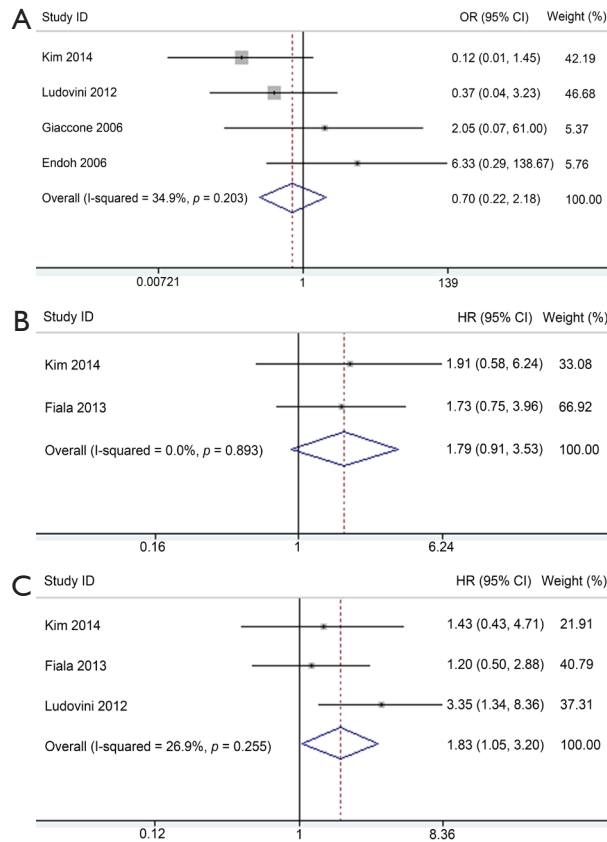 A
Study ID OR (95% CI) Weight (%)
Kim 2014 0.12 (0.01, 1.45) 42.19
Ludovini 2012 0.37 (0.04, 3.23) 46.68
Giaccone 2006 2.05 (0.07, 61.00) 5.37
Endoh 2006 6.33 (0.29, 138.67) 5.76
Overall (I-squared = 34.9%, p = 0.203) 0.70 (0.22, 2.18) 100.00
0.00721 1 139
B
Study ID HR (95% CI) Weight (%)
Kim 2014 1.91 (0.58, 6.24) 33.08
Fiala 2013 1.73 (0.75, 3.96) 66.92
Overall (I-squared = 0.0%, p = 0.893) 1.79 (0.91, 3.53) 100.00
0.16 1 6.24
C
Study ID HR (95% CI) Weight (%)
Kim 2014 1.43 (0.43, 4.71) 21.91
Fiala 2013 1.20 (0.50, 2.88) 40.79
Ludovini 2012 3.35 (1.34, 8.36) 37.31
Overall (I-squared = 26.9%, p = 0.255) 1.83 (1.05, 3.20) 100.00
0.12 1 8.36